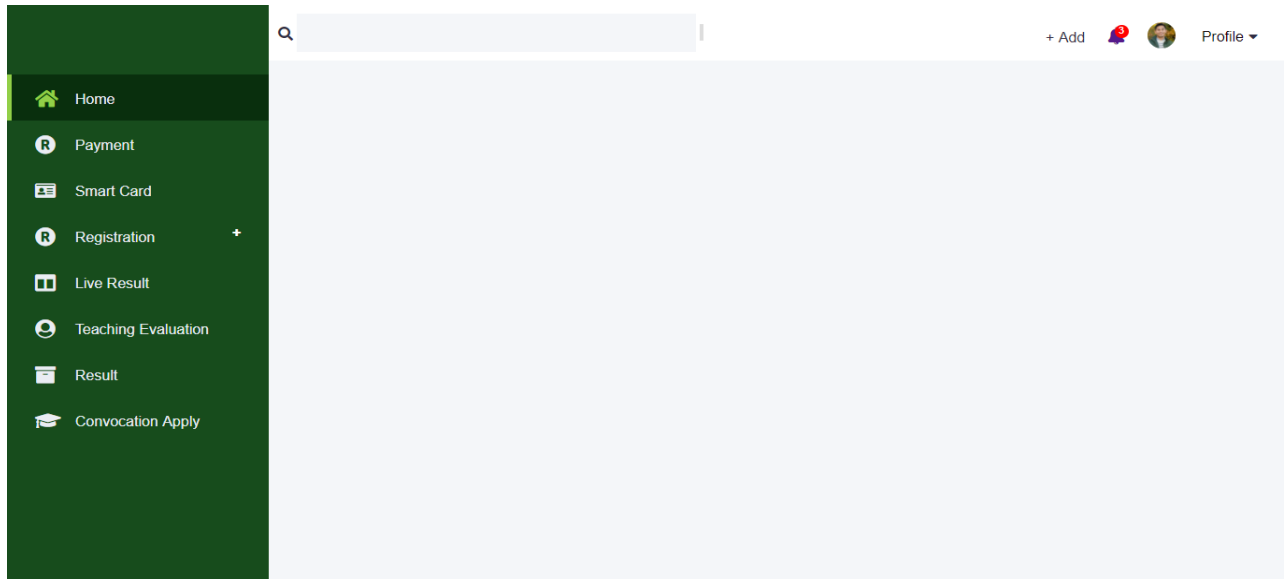 + Add 3 Profile
Home
R Payment
Smart Card
R Registration +
Live Result
Teaching Evaluation
Result
Convocation Apply